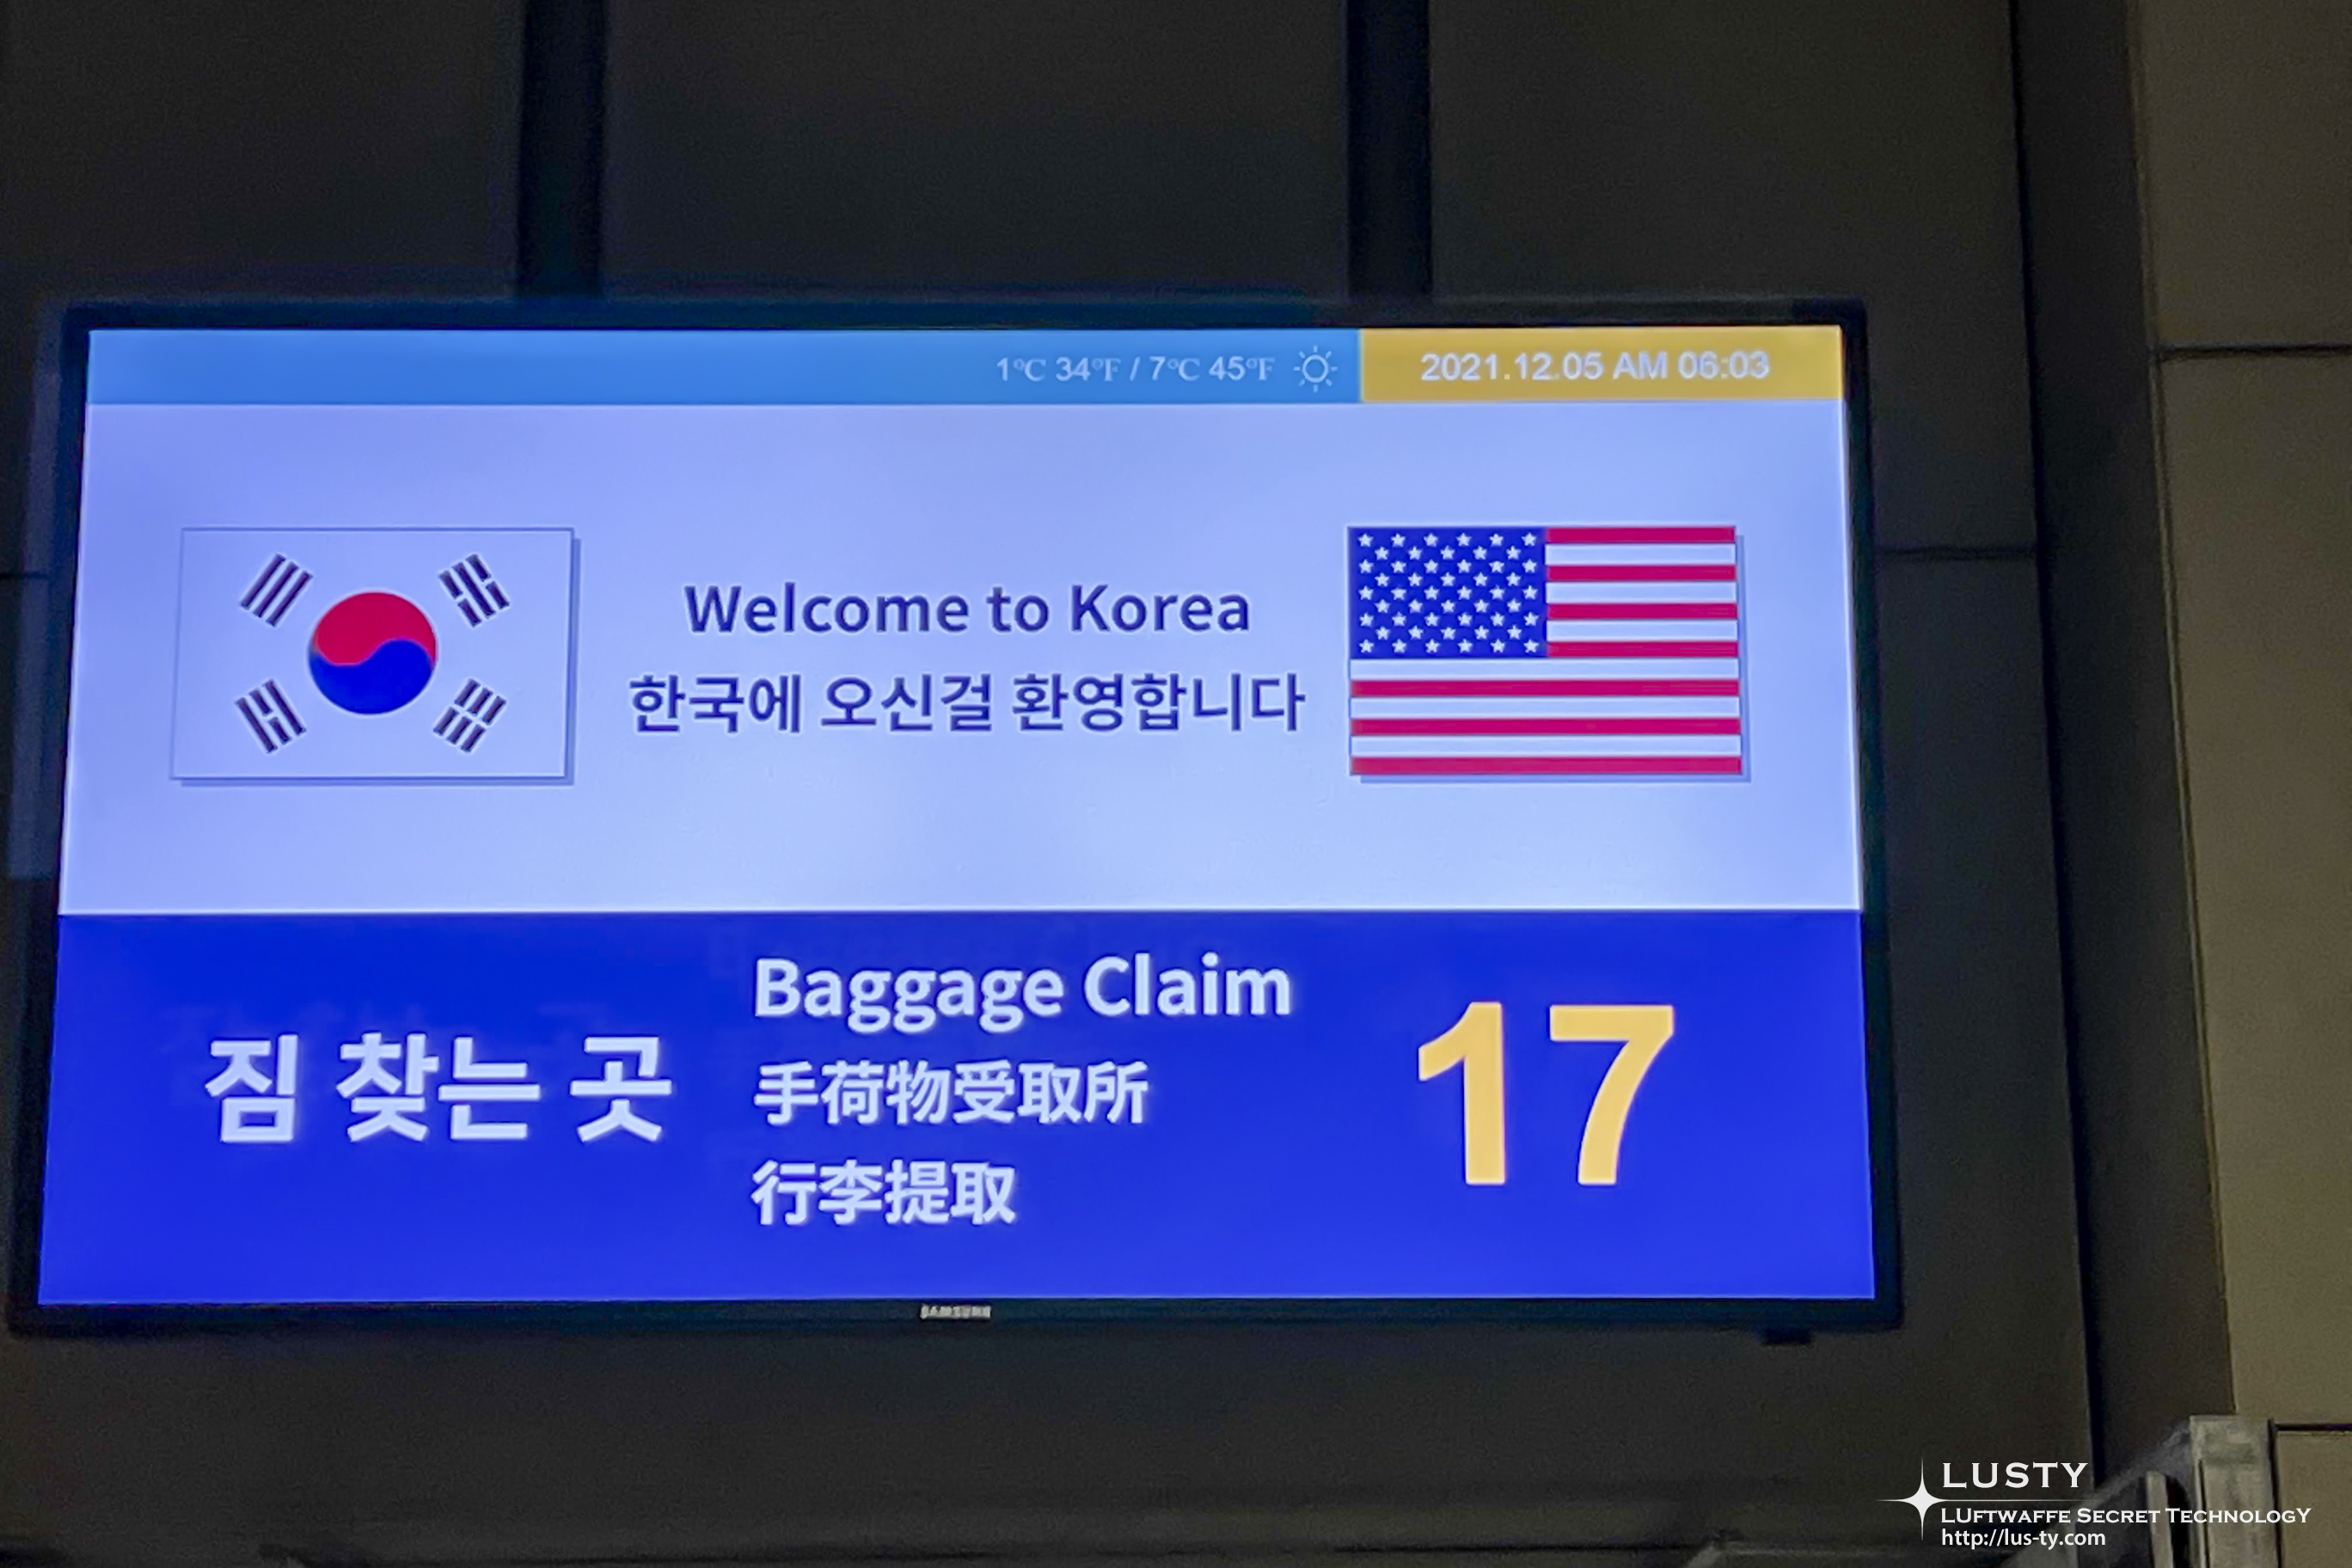 1°C 34°F / 7°C 45°F
2021.12.05 AM 06:03
Welcome to Korea
한국에 오신걸 환영합니다
짐 찾는 곳
Baggage Claim
手荷物受取所
行李提取
17
SAMSUNG
LUSTY
LUFTWAFFE SECRET TECHNOLOGY
http://lus-ty.com